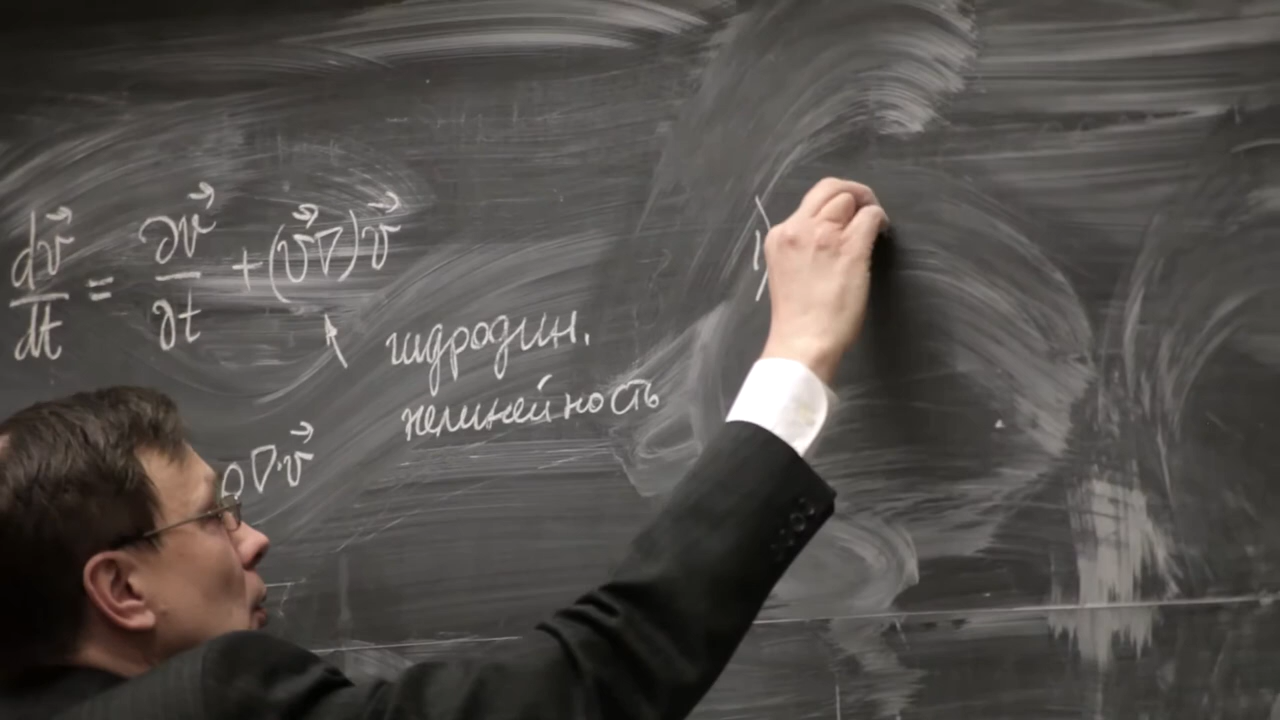 dv⃗/dt = ∂v⃗/∂t + (v⃗∇)v⃗
гидродин.
нелинейность
ρ∇·v⃗